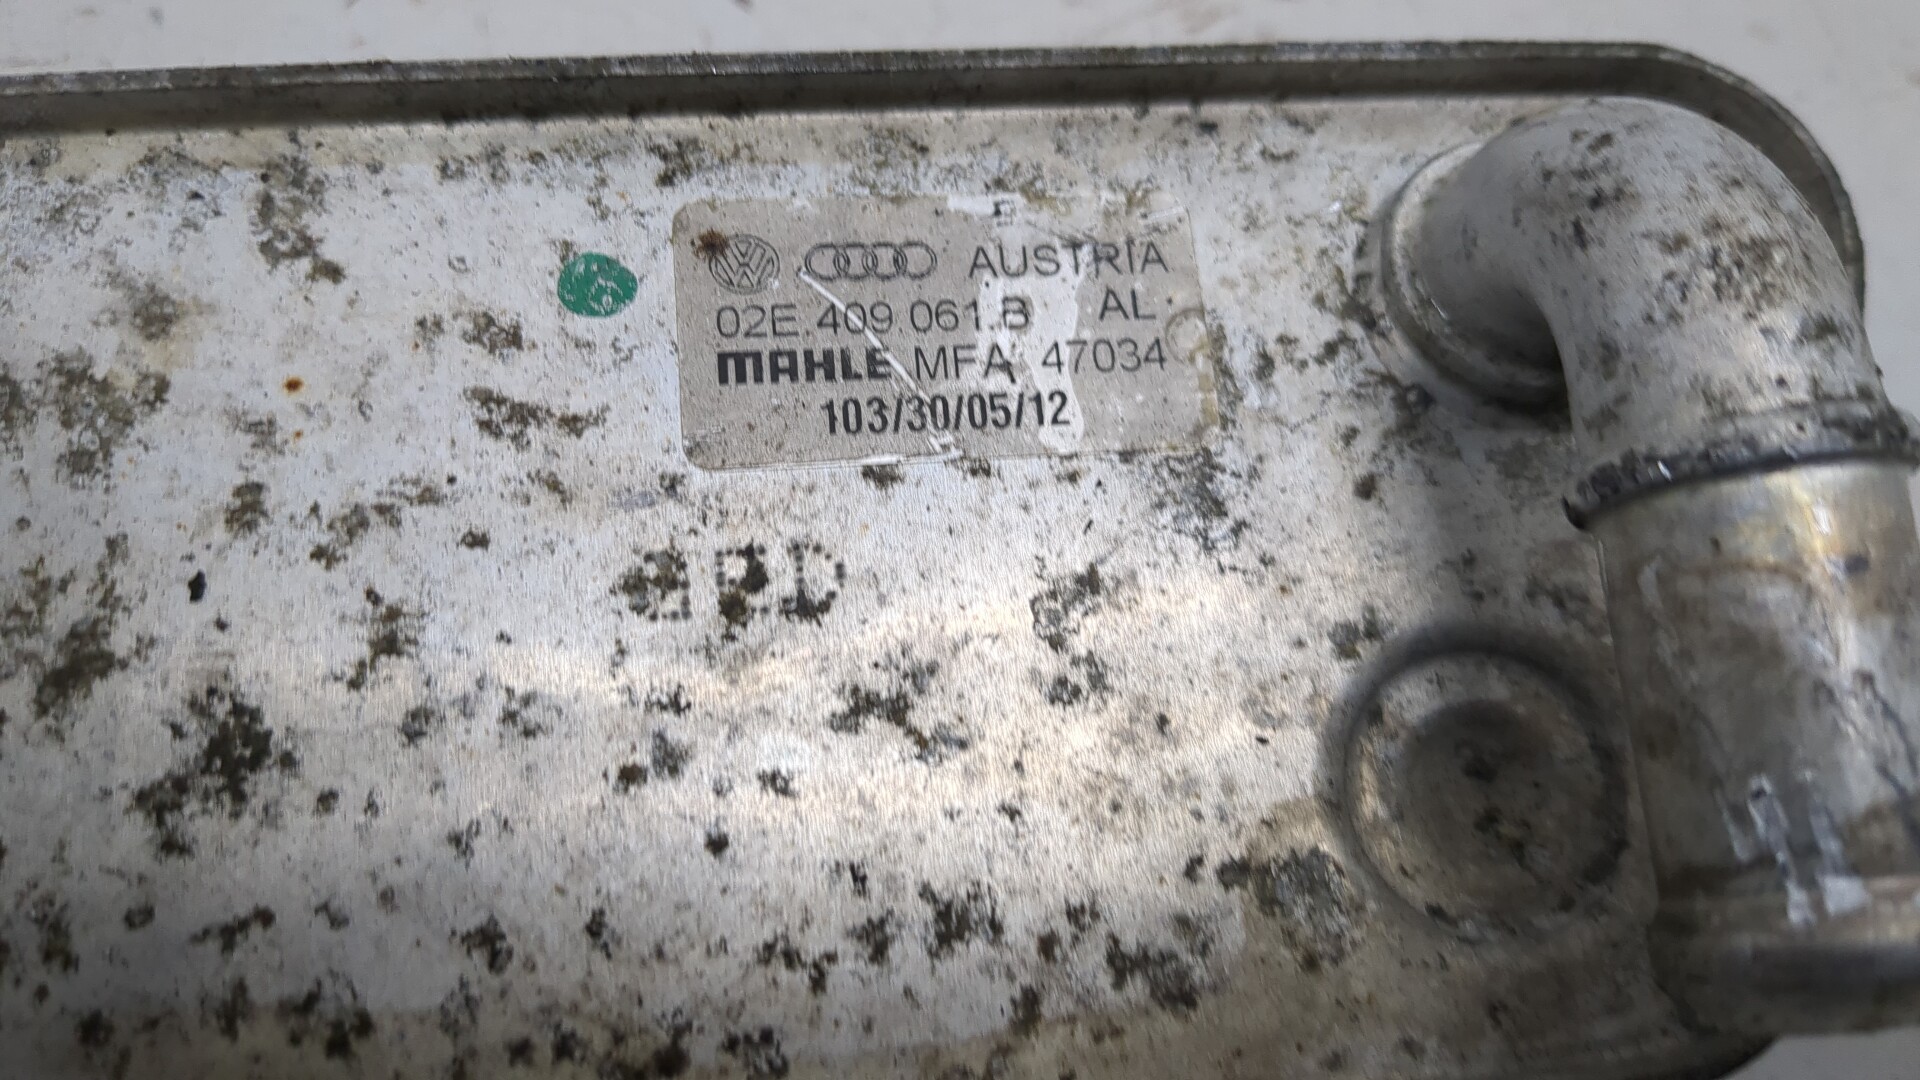 AUSTRIA
02E.409.061.B AL
MAHLE MFA 47034
103/30/05/12